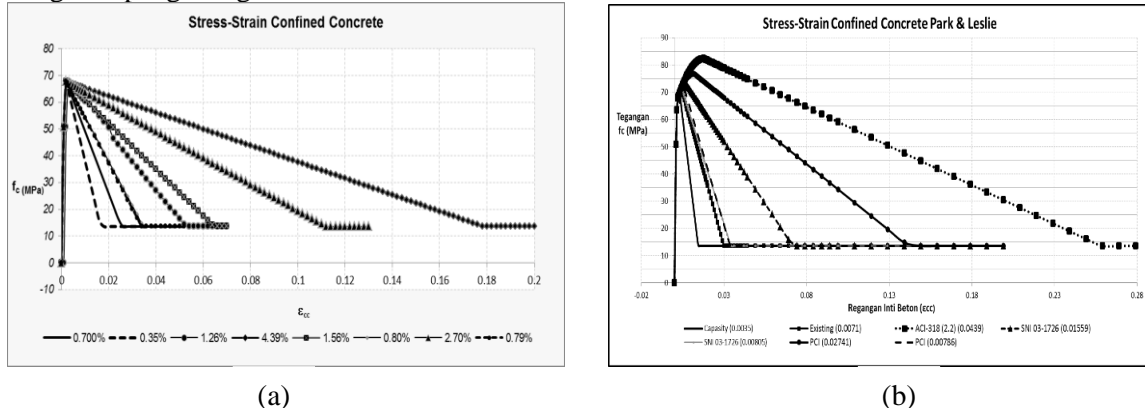 Stress-Strain Confined Concrete
80
70
60
50
40
30
20
10
0
-10
fc (MPa)
0 0.02 0.04 0.06 0.08 0.1 0.12 0.14 0.16 0.18 0.2
εcc
0.700% 0.35% 1.26% 4.39% 1.56% 0.80% 2.70% 0.79%
(a)
Stress-Strain Confined Concrete Park & Leslie
90
80
70
60
50
40
30
20
10
0
Tegangan
fc (MPa)
-0.02 0.03 0.08 0.13 0.18 0.23 0.28
Regangan Inti Beton (εcc)
Capacity (0.0035) Existing (0.0071) ACI-318 (2.2) (0.0439) SNI 03-1726 (0.01559)
SNI 03-1726 (0.00805) PCI (0.02741) PCI (0.00786)
(b)